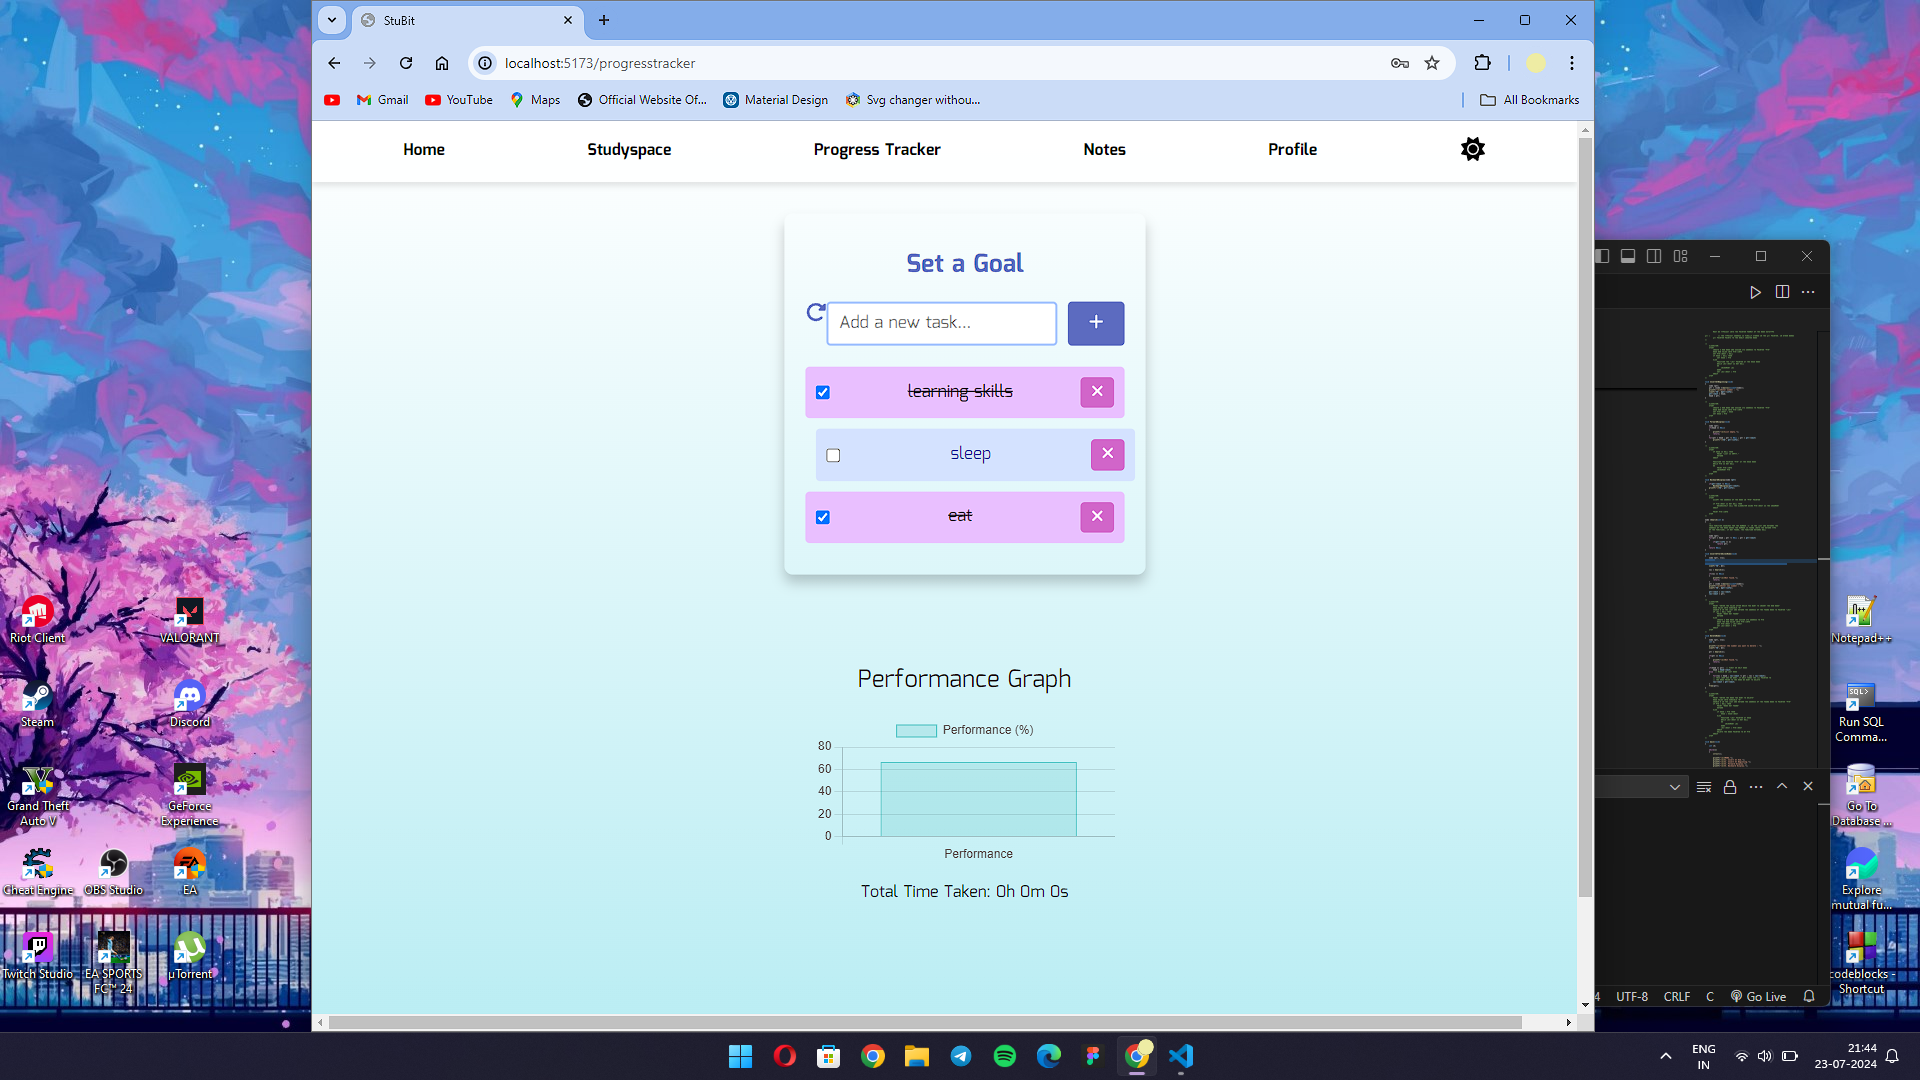 StuBit
localhost:5173/progresstracker
Gmail
YouTube
Maps
Official Website Of...
Material Design
Svg changer withou...
All Bookmarks
Home
Studyspace
Progress Tracker
Notes
Profile
Set a Goal
Add a new task...
+
learning skills
sleep
eat
Performance Graph
Performance (%)
80
60
40
20
0
Performance
Total Time Taken: 0h 0m 0s
Riot Client
VALORANT
Steam
Discord
Grand Theft
Auto V
GeForce
Experience
Cheat Engine
OBS Studio
EA
Twitch Studio
EA SPORTS
FC™ 24
µTorrent
Notepad++
SQL>
Run SQL
Comma...
Go To
Database ...
Explore
mutual fu...
codeblocks -
Shortcut
4
UTF-8
CRLF
C
Go Live
ENG
IN
21:44
23-07-2024